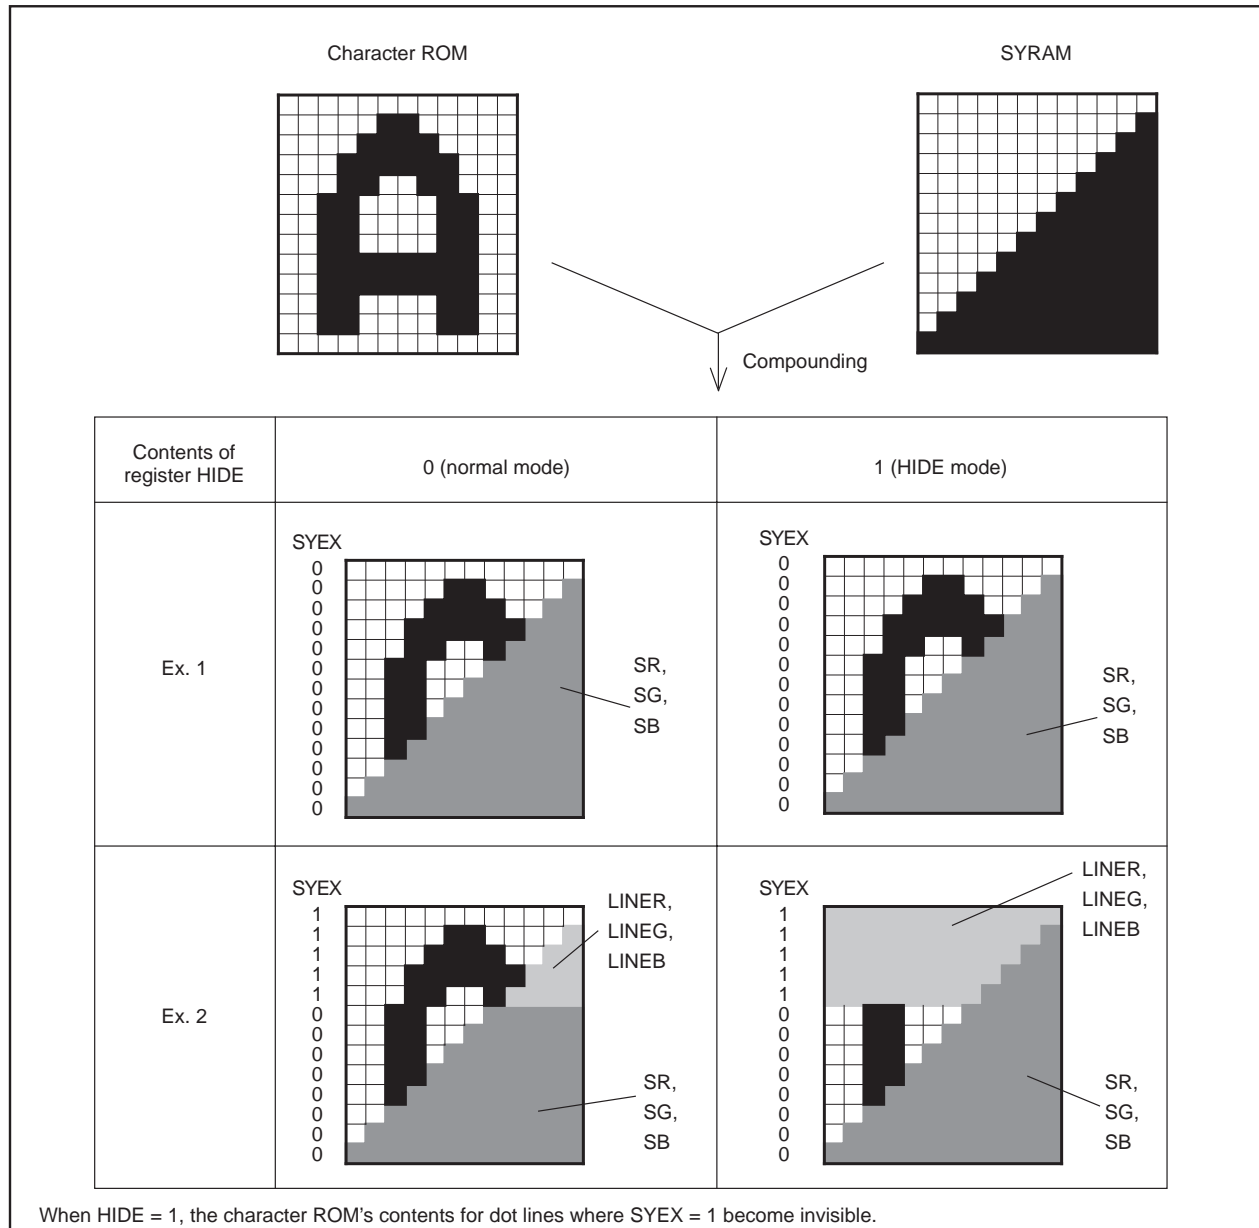 Character ROM
SYRAM
Compounding
Contents of
register HIDE
0 (normal mode)
1 (HIDE mode)
Ex. 1
SYEX
0
0
0
0
0
0
0
0
0
0
0
0
0
SR,
SG,
SB
SYEX
0
0
0
0
0
0
0
0
0
0
0
0
0
SR,
SG,
SB
Ex. 2
SYEX
1
1
1
1
1
0
0
0
0
0
0
0
0
LINER,
LINEG,
LINEB
SR,
SG,
SB
SYEX
1
1
1
1
1
0
0
0
0
0
0
0
0
LINER,
LINEG,
LINEB
SR,
SG,
SB
When HIDE = 1, the character ROM's contents for dot lines where SYEX = 1 become invisible.